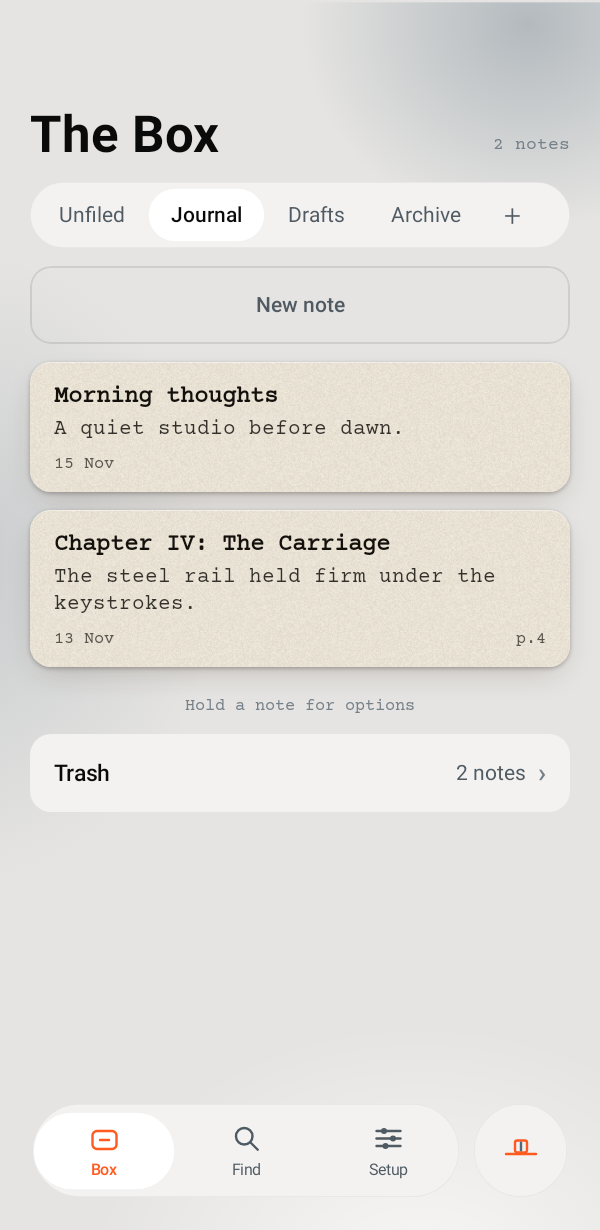 The Box
2 notes
Unfiled
Journal
Drafts
Archive
+
New note
Morning thoughts
A quiet studio before dawn.
15 Nov
Chapter IV: The Carriage
The steel rail held firm under the
keystrokes.
13 Nov
p.4
Hold a note for options
Trash
2 notes ›
Box
Find
Setup